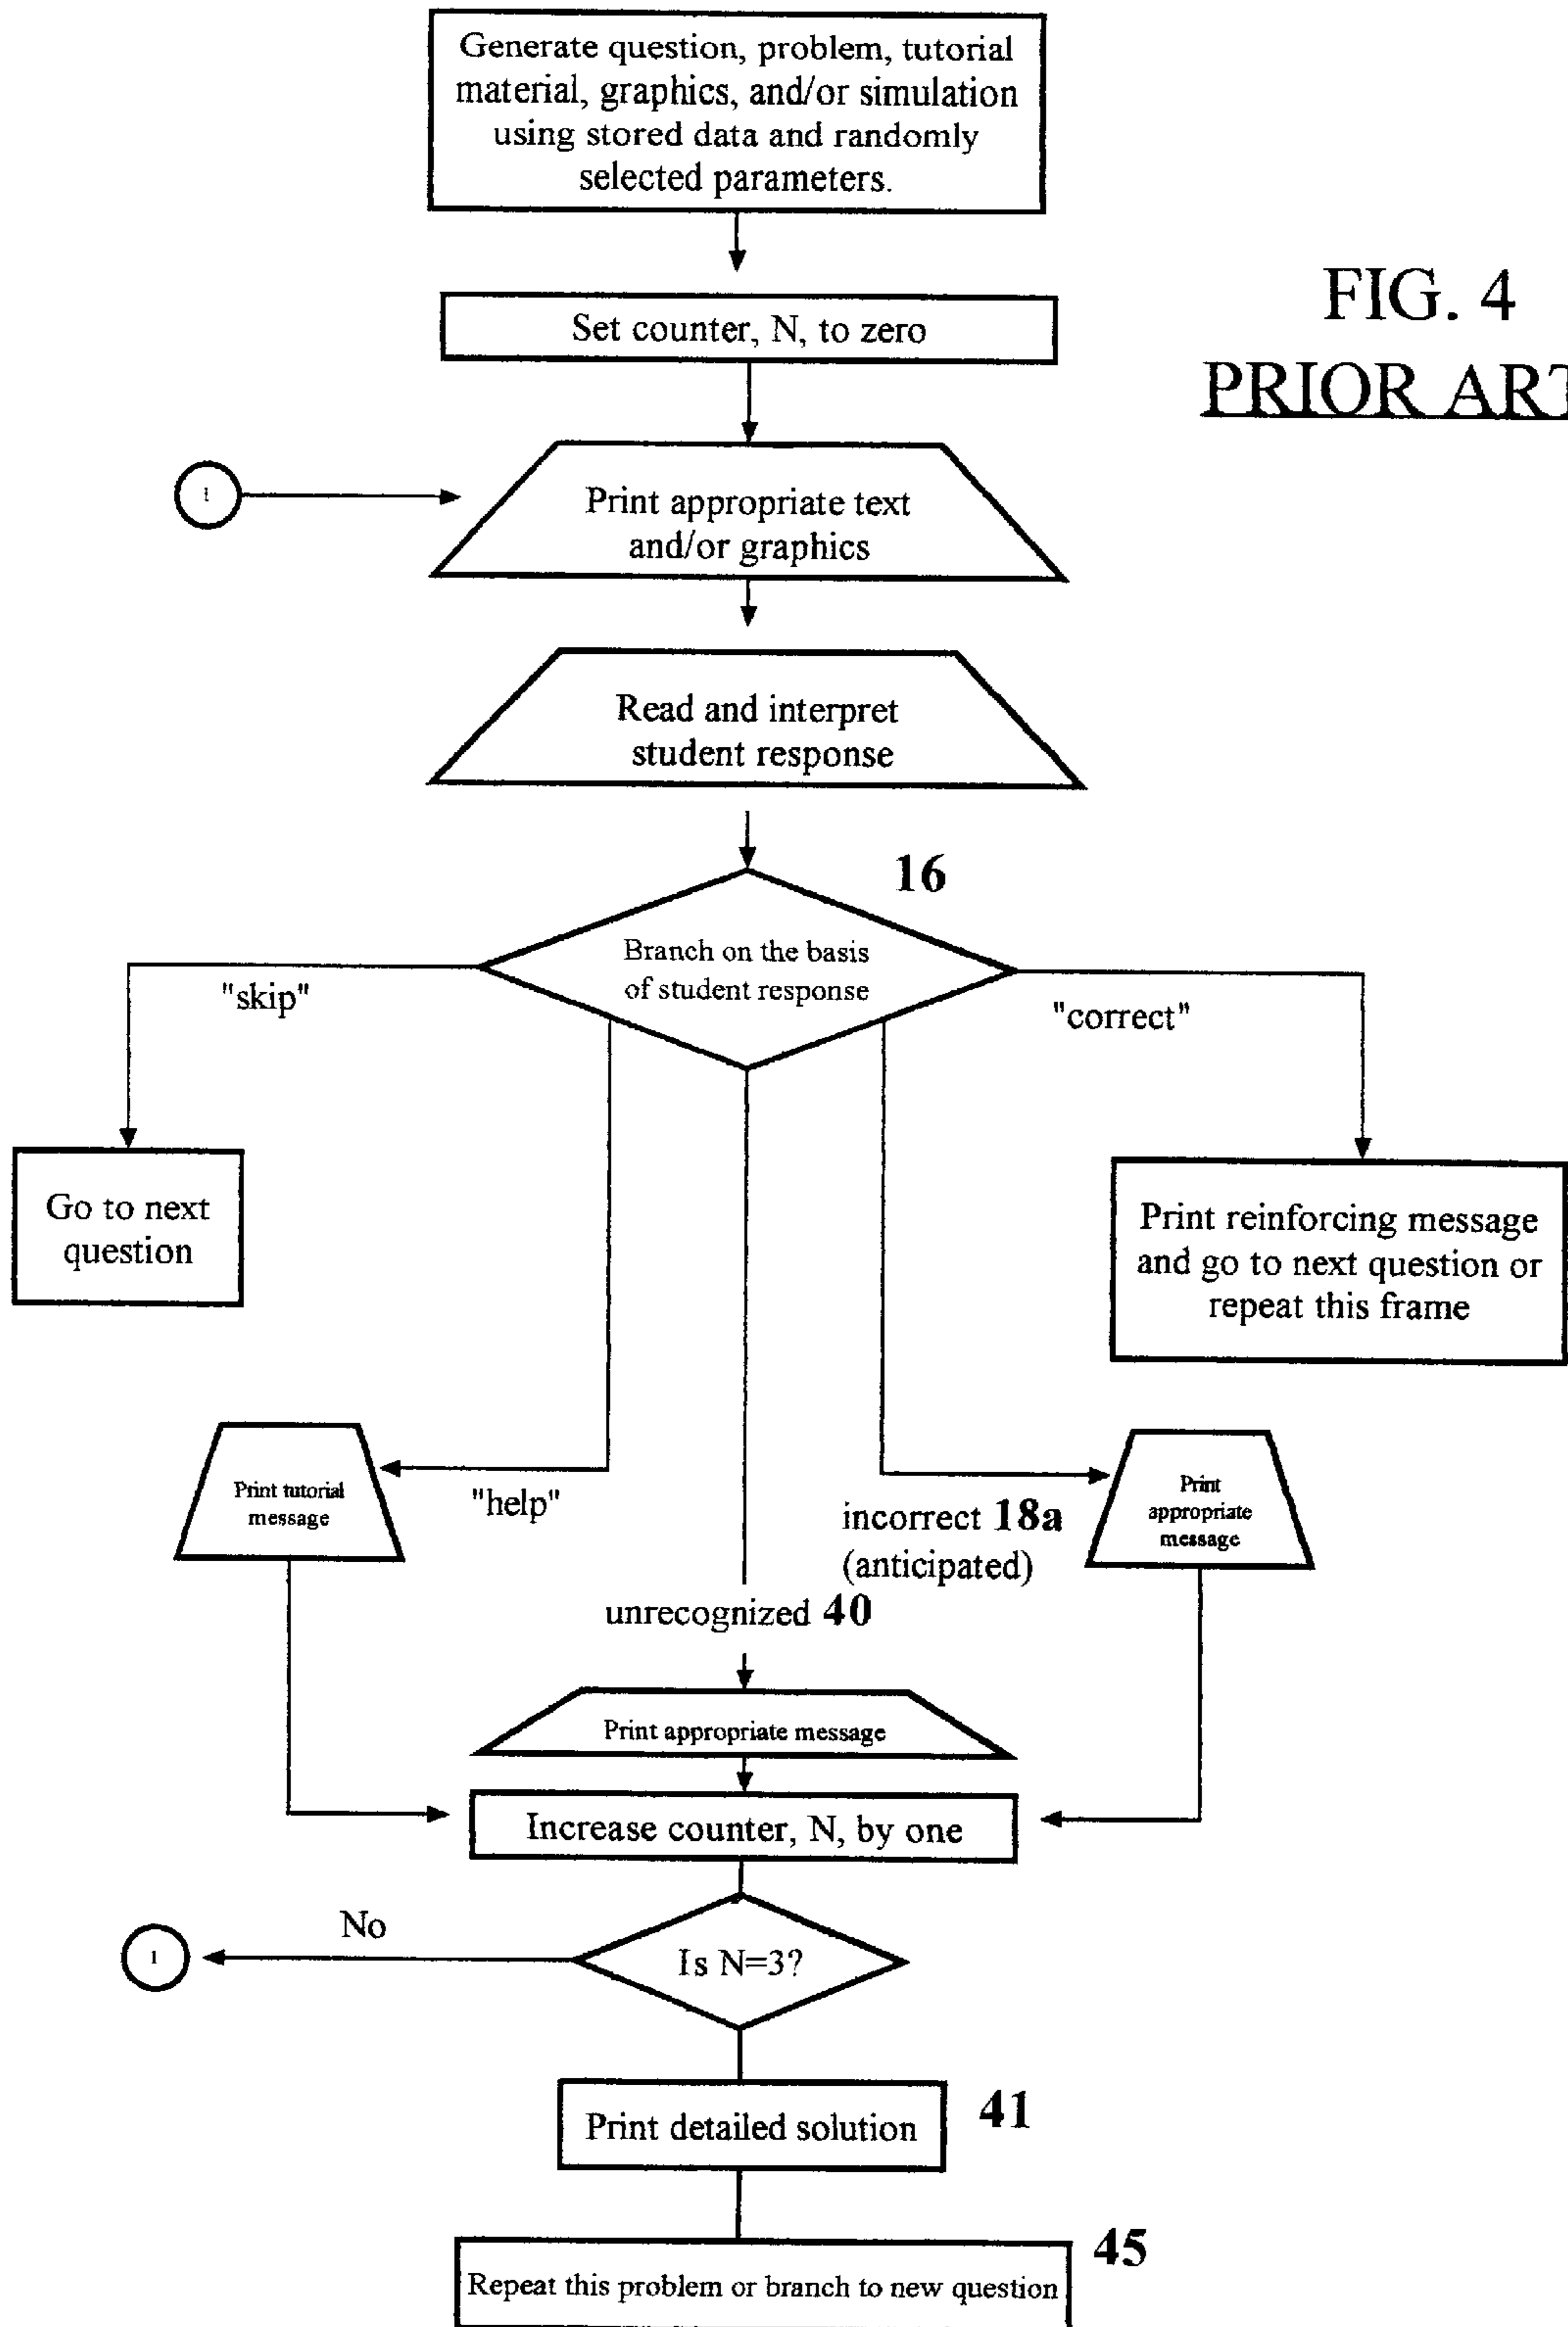 Generate question, problem, tutorial
material, graphics, and/or simulation
using stored data and randomly
selected parameters.
FIG. 4
PRIOR ART
Set counter, N, to zero
1
Print appropriate text
and/or graphics
Read and interpret
student response
16
Branch on the basis
of student response
"skip"
"correct"
Go to next
question
Print reinforcing message
and go to next question or
repeat this frame
Print tutorial
message
"help"
incorrect 18a
(anticipated)
Print
appropriate
message
unrecognized 40
Print appropriate message
Increase counter, N, by one
No
1
Is N=3?
Print detailed solution
41
45
Repeat this problem or branch to new question